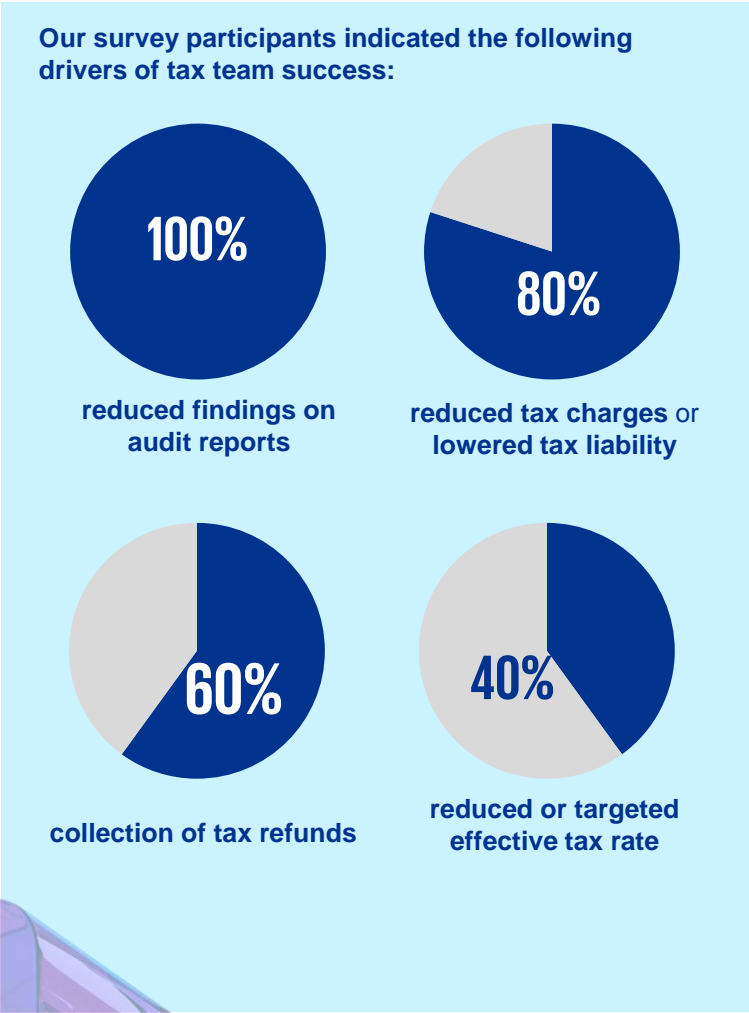 Our survey participants indicated the following
drivers of tax team success:
100%
80%
reduced findings on
audit reports
reduced tax charges or
lowered tax liability
60%
40%
collection of tax refunds
reduced or targeted
effective tax rate